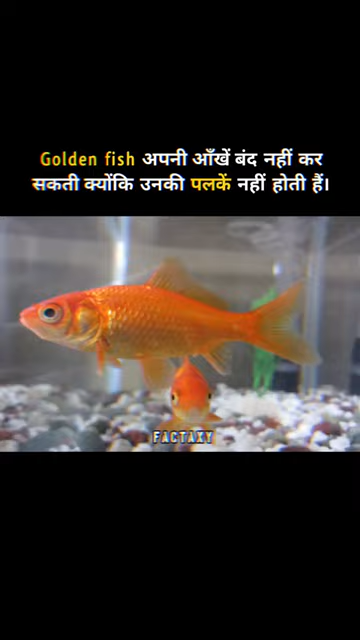 Golden fish अपनी आँखें बंद नहीं कर
सकती क्योंकि उनकी पलकें नहीं होती हैं।
FACTAXY